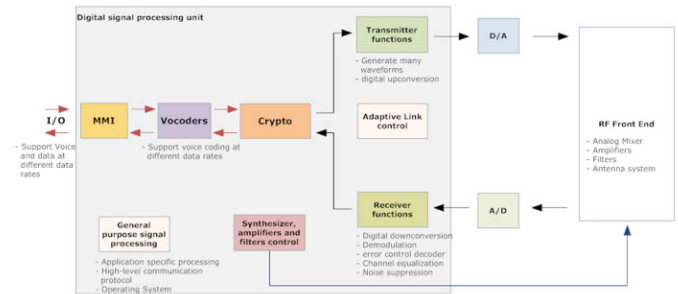 Digital signal processing unit
Transmitter
functions
D/A
- Generate many
waveforms
- digital upconversion
I/O
MMI
Vocoders
Crypto
Adaptive Link
control
RF Front End
- Analog Mixer
- Amplifiers
- Filters
- Antenna system
- Support Voice
and data at
different data
rates
- Support voice coding at
different data rates
Receiver
functions
A/D
General
purpose signal
processing
Synthesizer,
amplifiers and
filters control
- Digital downconversion
- Demodulation
- error control decoder
- Channel equalization
- Noise suppression
- Application specific processing
- High-level communication
protocol
- Operating System